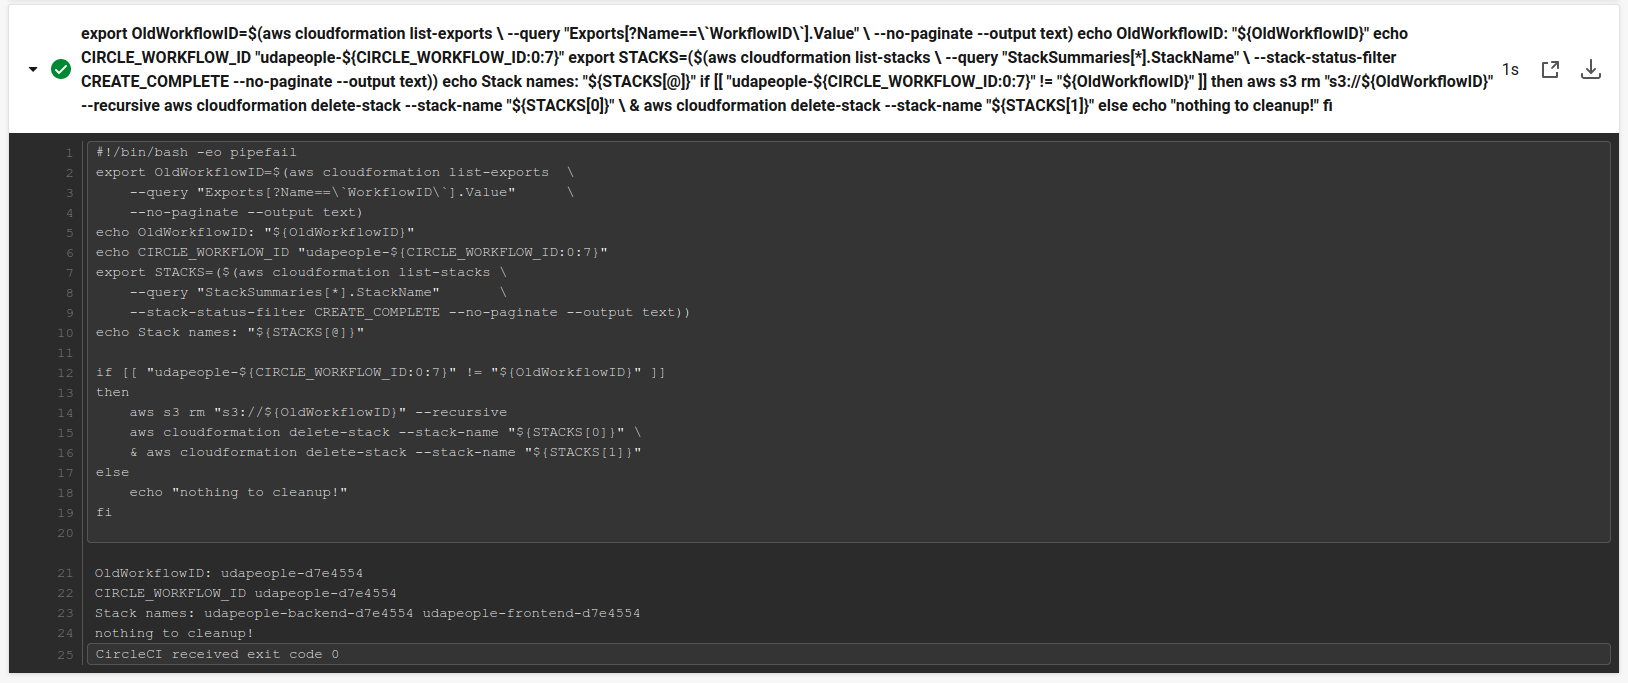 export OldWorkflowID=$(aws cloudformation list-exports \ --query "Exports[?Name==\`WorkflowID\`].Value" \ --no-paginate --output text) echo OldWorkflowID: "${OldWorkflowID}" echo
CIRCLE_WORKFLOW_ID "udapeople-${CIRCLE_WORKFLOW_ID:0:7}" export STACKS=($(aws cloudformation list-stacks \ --query "StackSummaries[*].StackName" \ --stack-status-filter
CREATE_COMPLETE --no-paginate --output text)) echo Stack names: "${STACKS[@]}" if [[ "udapeople-${CIRCLE_WORKFLOW_ID:0:7}" != "${OldWorkflowID}" ]] then aws s3 rm "s3://${OldWorkflowID}"
--recursive aws cloudformation delete-stack --stack-name "${STACKS[0]}" \ & aws cloudformation delete-stack --stack-name "${STACKS[1]}" else echo "nothing to cleanup!" fi
1s
1 #!/bin/bash -eo pipefail
2 export OldWorkflowID=$(aws cloudformation list-exports  \
3     --query "Exports[?Name==\`WorkflowID\`].Value"      \
4     --no-paginate --output text)
5 echo OldWorkflowID: "${OldWorkflowID}"
6 echo CIRCLE_WORKFLOW_ID "udapeople-${CIRCLE_WORKFLOW_ID:0:7}"
7 export STACKS=($(aws cloudformation list-stacks \
8     --query "StackSummaries[*].StackName"       \
9     --stack-status-filter CREATE_COMPLETE --no-paginate --output text))
10 echo Stack names: "${STACKS[@]}"
11
12 if [[ "udapeople-${CIRCLE_WORKFLOW_ID:0:7}" != "${OldWorkflowID}" ]]
13 then
14     aws s3 rm "s3://${OldWorkflowID}" --recursive
15     aws cloudformation delete-stack --stack-name "${STACKS[0]}" \
16     & aws cloudformation delete-stack --stack-name "${STACKS[1]}"
17 else
18     echo "nothing to cleanup!"
19 fi
20
21 OldWorkflowID: udapeople-d7e4554
22 CIRCLE_WORKFLOW_ID udapeople-d7e4554
23 Stack names: udapeople-backend-d7e4554 udapeople-frontend-d7e4554
24 nothing to cleanup!
25 CircleCI received exit code 0